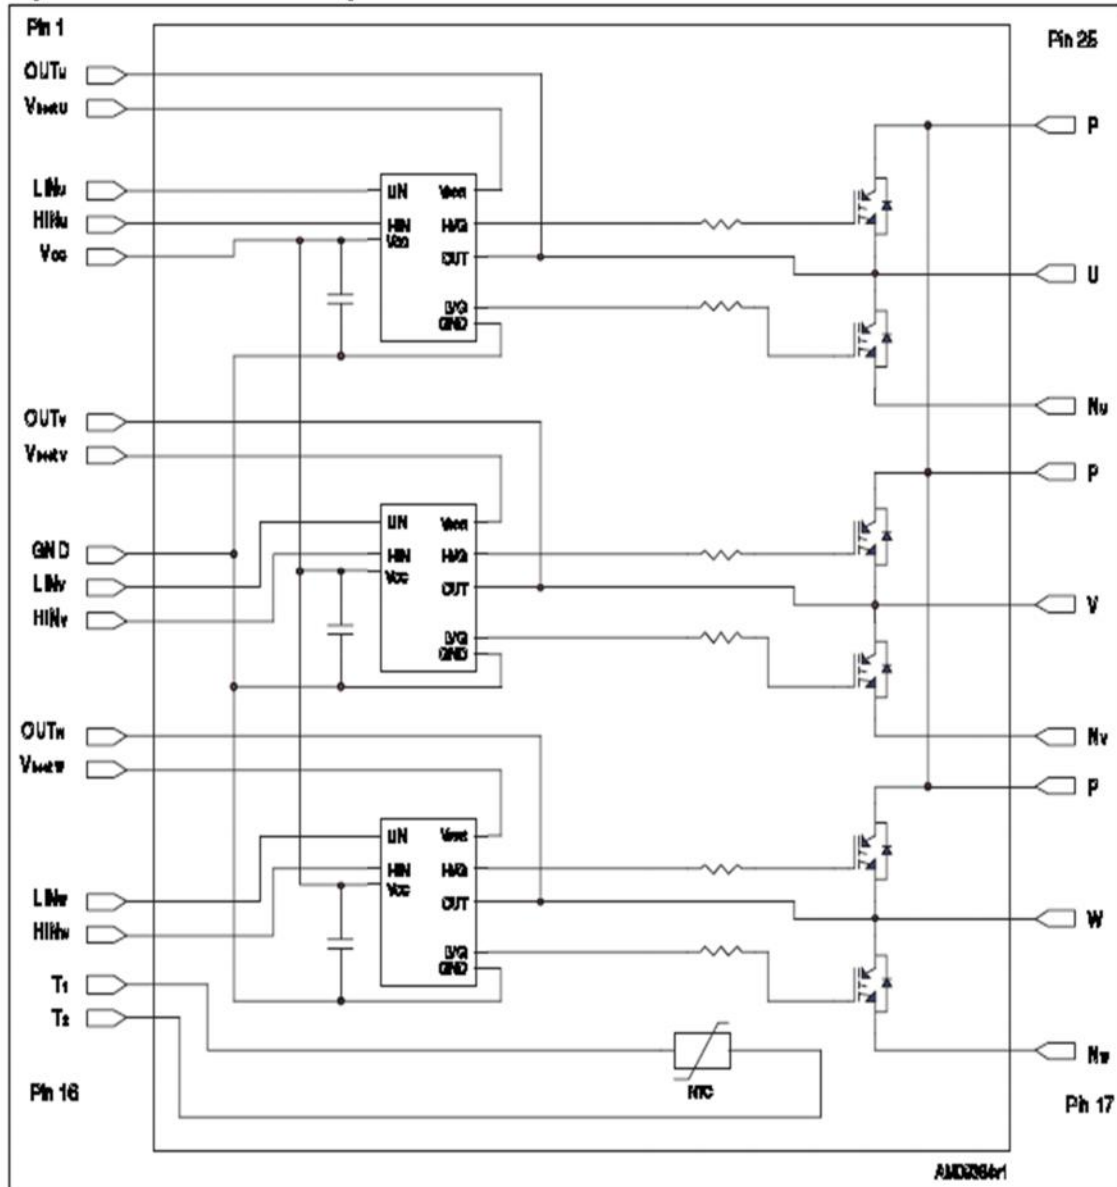 Pin 1
Pin 25
OUTU
VbootU
P
LINU
HINU
VCC
LIN
Vboot
HIN
HVG
VCC
OUT
LVG
GND
U
NU
OUTV
VbootV
P
GND
LINV
HINV
LIN
Vboot
HIN
HVG
VCC
OUT
LVG
GND
V
NV
OUTW
VbootW
P
LINW
HINW
LIN
Vboot
HIN
HVG
VCC
OUT
LVG
GND
W
T1
T2
NW
NTC
Pin 16
Pin 17